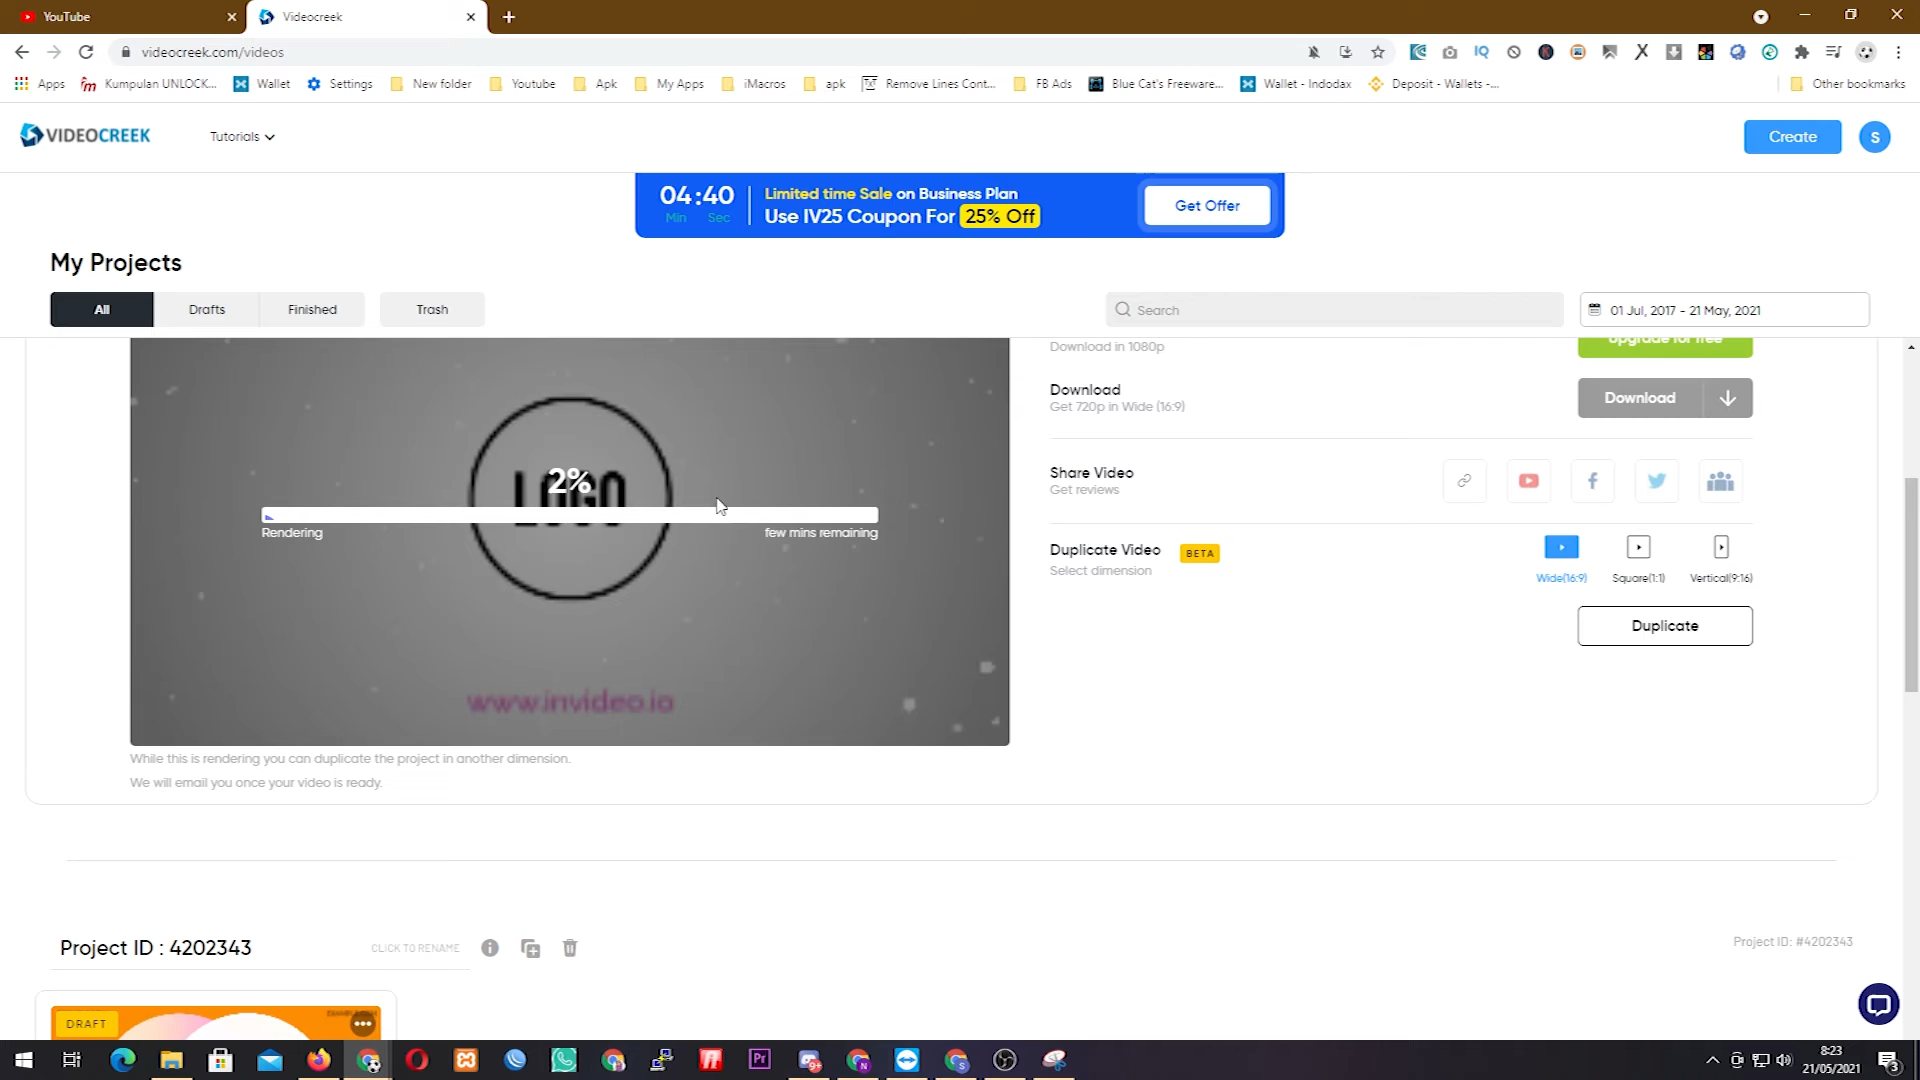 YouTube
Videocreek
videocreek.com/videos
Apps
Kumpulan UNLOCK...
Wallet
Settings
New folder
Youtube
Apk
My Apps
iMacros
apk
Remove Lines Cont...
FB Ads
Blue Cat's Freeware...
Wallet - Indodax
Deposit - Wallets -...
Other bookmarks
VIDEOCREEK
Tutorials
Create
S
04:40
Min Sec
Limited time Sale on Business Plan
Use IV25 Coupon For 25% Off
Get Offer
My Projects
All
Drafts
Finished
Trash
Search
01 Jul, 2017 - 21 May, 2021
Download in 1080p
Upgrade for free
Download
Get 720p in Wide (16:9)
Download
LOGO
2%
Rendering
few mins remaining
www.invideo.io
Share Video
Get reviews
Duplicate Video BETA
Select dimension
Wide(16:9)
Square(1:1)
Vertical(9:16)
Duplicate
While this is rendering you can duplicate the project in another dimension.
We will email you once your video is ready.
Project ID : 4202343
CLICK TO RENAME
Project ID: #4202343
DRAFT
8:23
21/05/2021